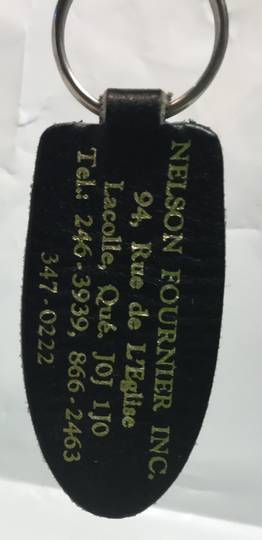 NELSON FOURNIER INC.
94, Rue de L'Eglise
Lacolle, Qué. J0J 1J0
Tel.: 246-3939, 866-2463
347-0222